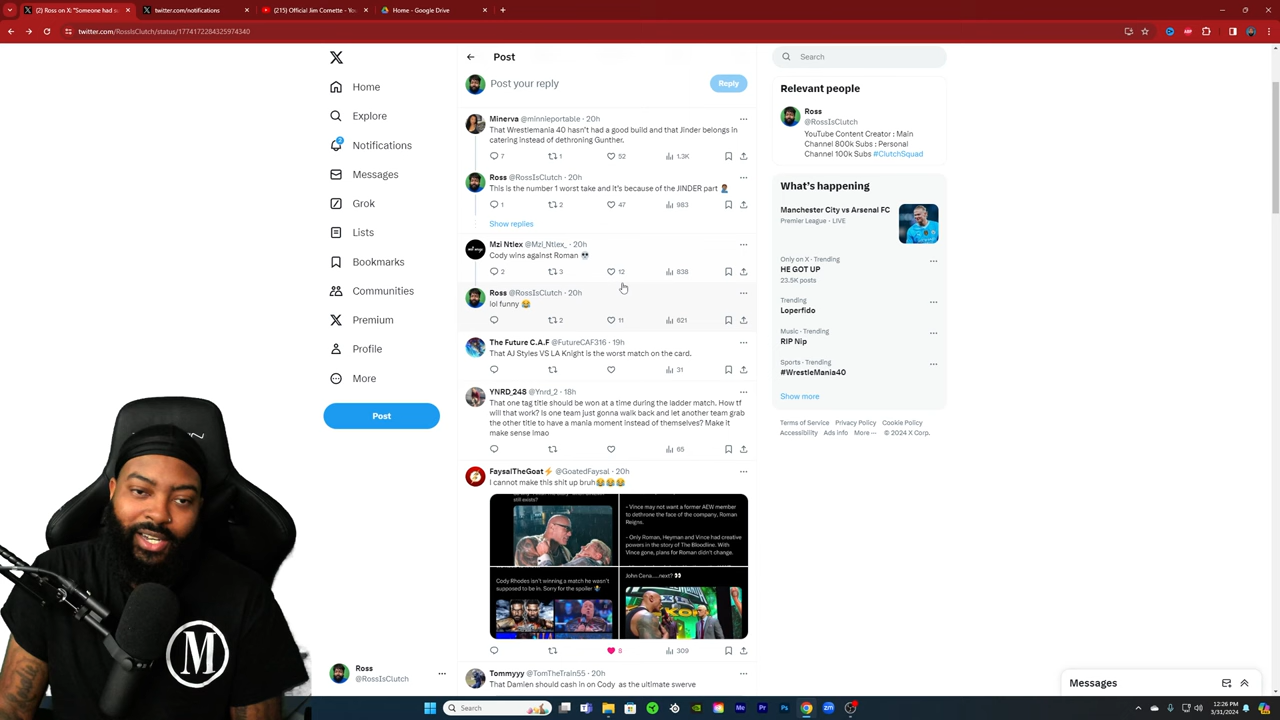 (2) Ross on X: "Someone had s
twitter.com/notifications
(215) Official Jim Cornette - Yo
Home - Google Drive
twitter.com/RossIsClutch/status/1774172284325974340
Home
Explore
2
Notifications
Messages
Grok
Lists
Bookmarks
Communities
Premium
Profile
More
Post
Ross
@RossIsClutch
Post
Post your reply
Reply
Minerva @minnieportable · 20h
That Wrestlemania 40 hasn't had a good build and that Jinder belongs in
catering instead of dethroning Gunther.
7 1 52 1.3K
Ross @RossIsClutch · 20h
This is the number 1 worst take and it's because of the JINDER part 🤦🏾‍♂️
1 2 47 983
Show replies
Mzi Ntlex @Mzi_Ntlex_ · 20h
Cody wins against Roman 💀
2 3 12 838
Ross @RossIsClutch · 20h
lol funny 😂
2 11 621
The Future C.A.F @FutureCAF316 · 19h
That AJ Styles VS LA Knight is the worst match on the card.
31
YNRD_248 @Ynrd_2 · 18h
That one tag title should be won at a time during the ladder match. How tf
will that work? Is one team just gonna walk back and let another team grab
the other title to have a mania moment instead of themselves? Make it
make sense lmao
65
FaysalTheGoat⚡ @GoatedFaysal · 20h
I cannot make this shit up bruh😂😂😂
still exists?
- Vince may not want a former AEW member
to dethrone the face of the company, Roman
Reigns.
- Only Roman, Heyman and Vince had creative
powers in the story of The Bloodline. With
Vince gone, plans for Roman didn't change.
Cody Rhodes isn't winning a match he wasn't
supposed to be in. Sorry for the spoiler
John Cena....next? 👀
8 309
Tommyyy @TomTheTrain55 · 20h
That Damien should cash in on Cody as the ultimate swerve
Search
Relevant people
Ross
@RossIsClutch
YouTube Content Creator : Main
Channel 800k Subs : Personal
Channel 100k Subs #ClutchSquad
What's happening
Manchester City vs Arsenal FC
Premier League · LIVE
Only on X · Trending
HE GOT UP
23.5K posts
Trending
Loperfido
Music · Trending
RIP Nip
Sports · Trending
#WrestleMania40
Show more
Terms of Service Privacy Policy Cookie Policy
Accessibility Ads info More ··· © 2024 X Corp.
Messages
M
Search
12:26 PM
3/31/2024